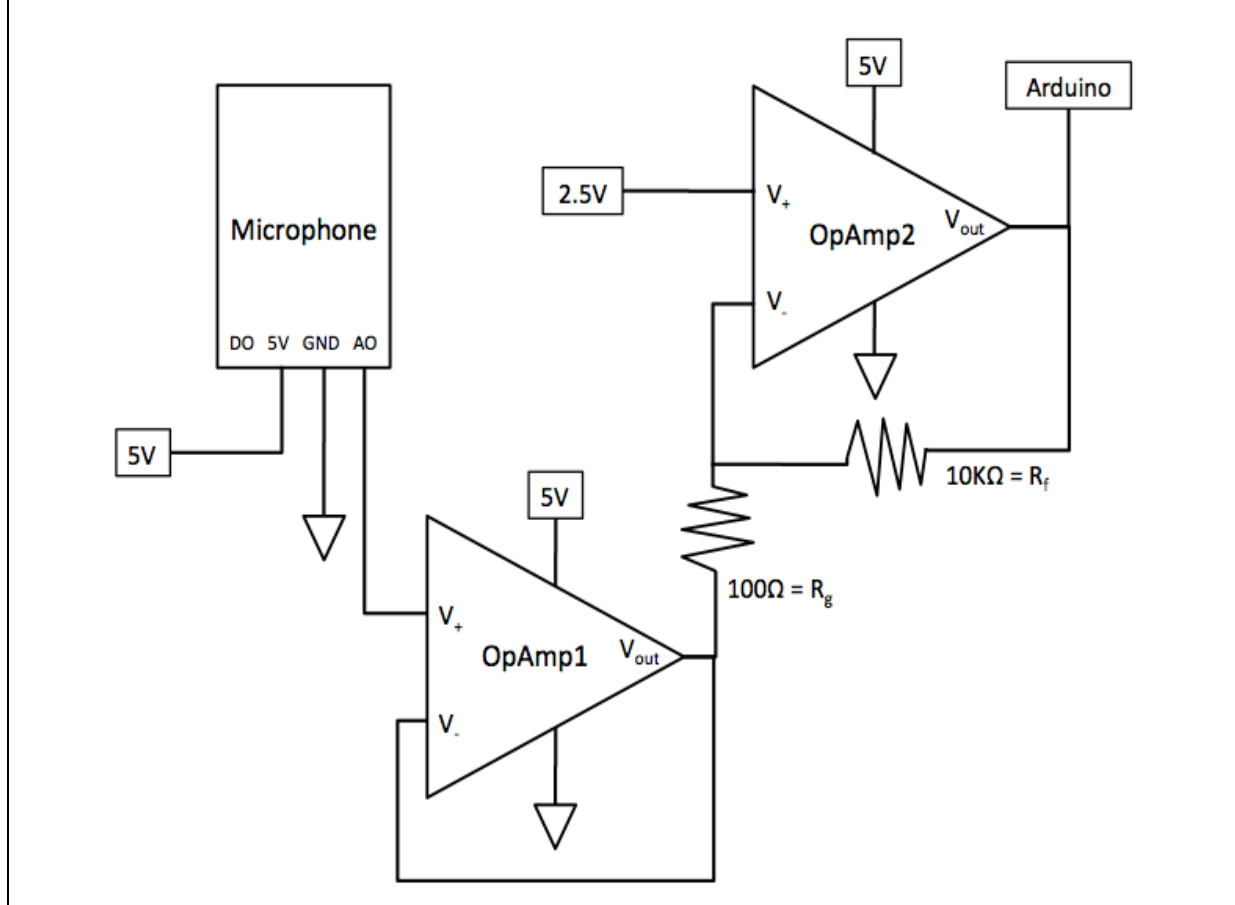 5V
Arduino
2.5V
V+
OpAmp2
Vout
V-
Microphone
DO 5V GND AO
5V
10KΩ = Rf
5V
100Ω = Rg
V+
OpAmp1
Vout
V-